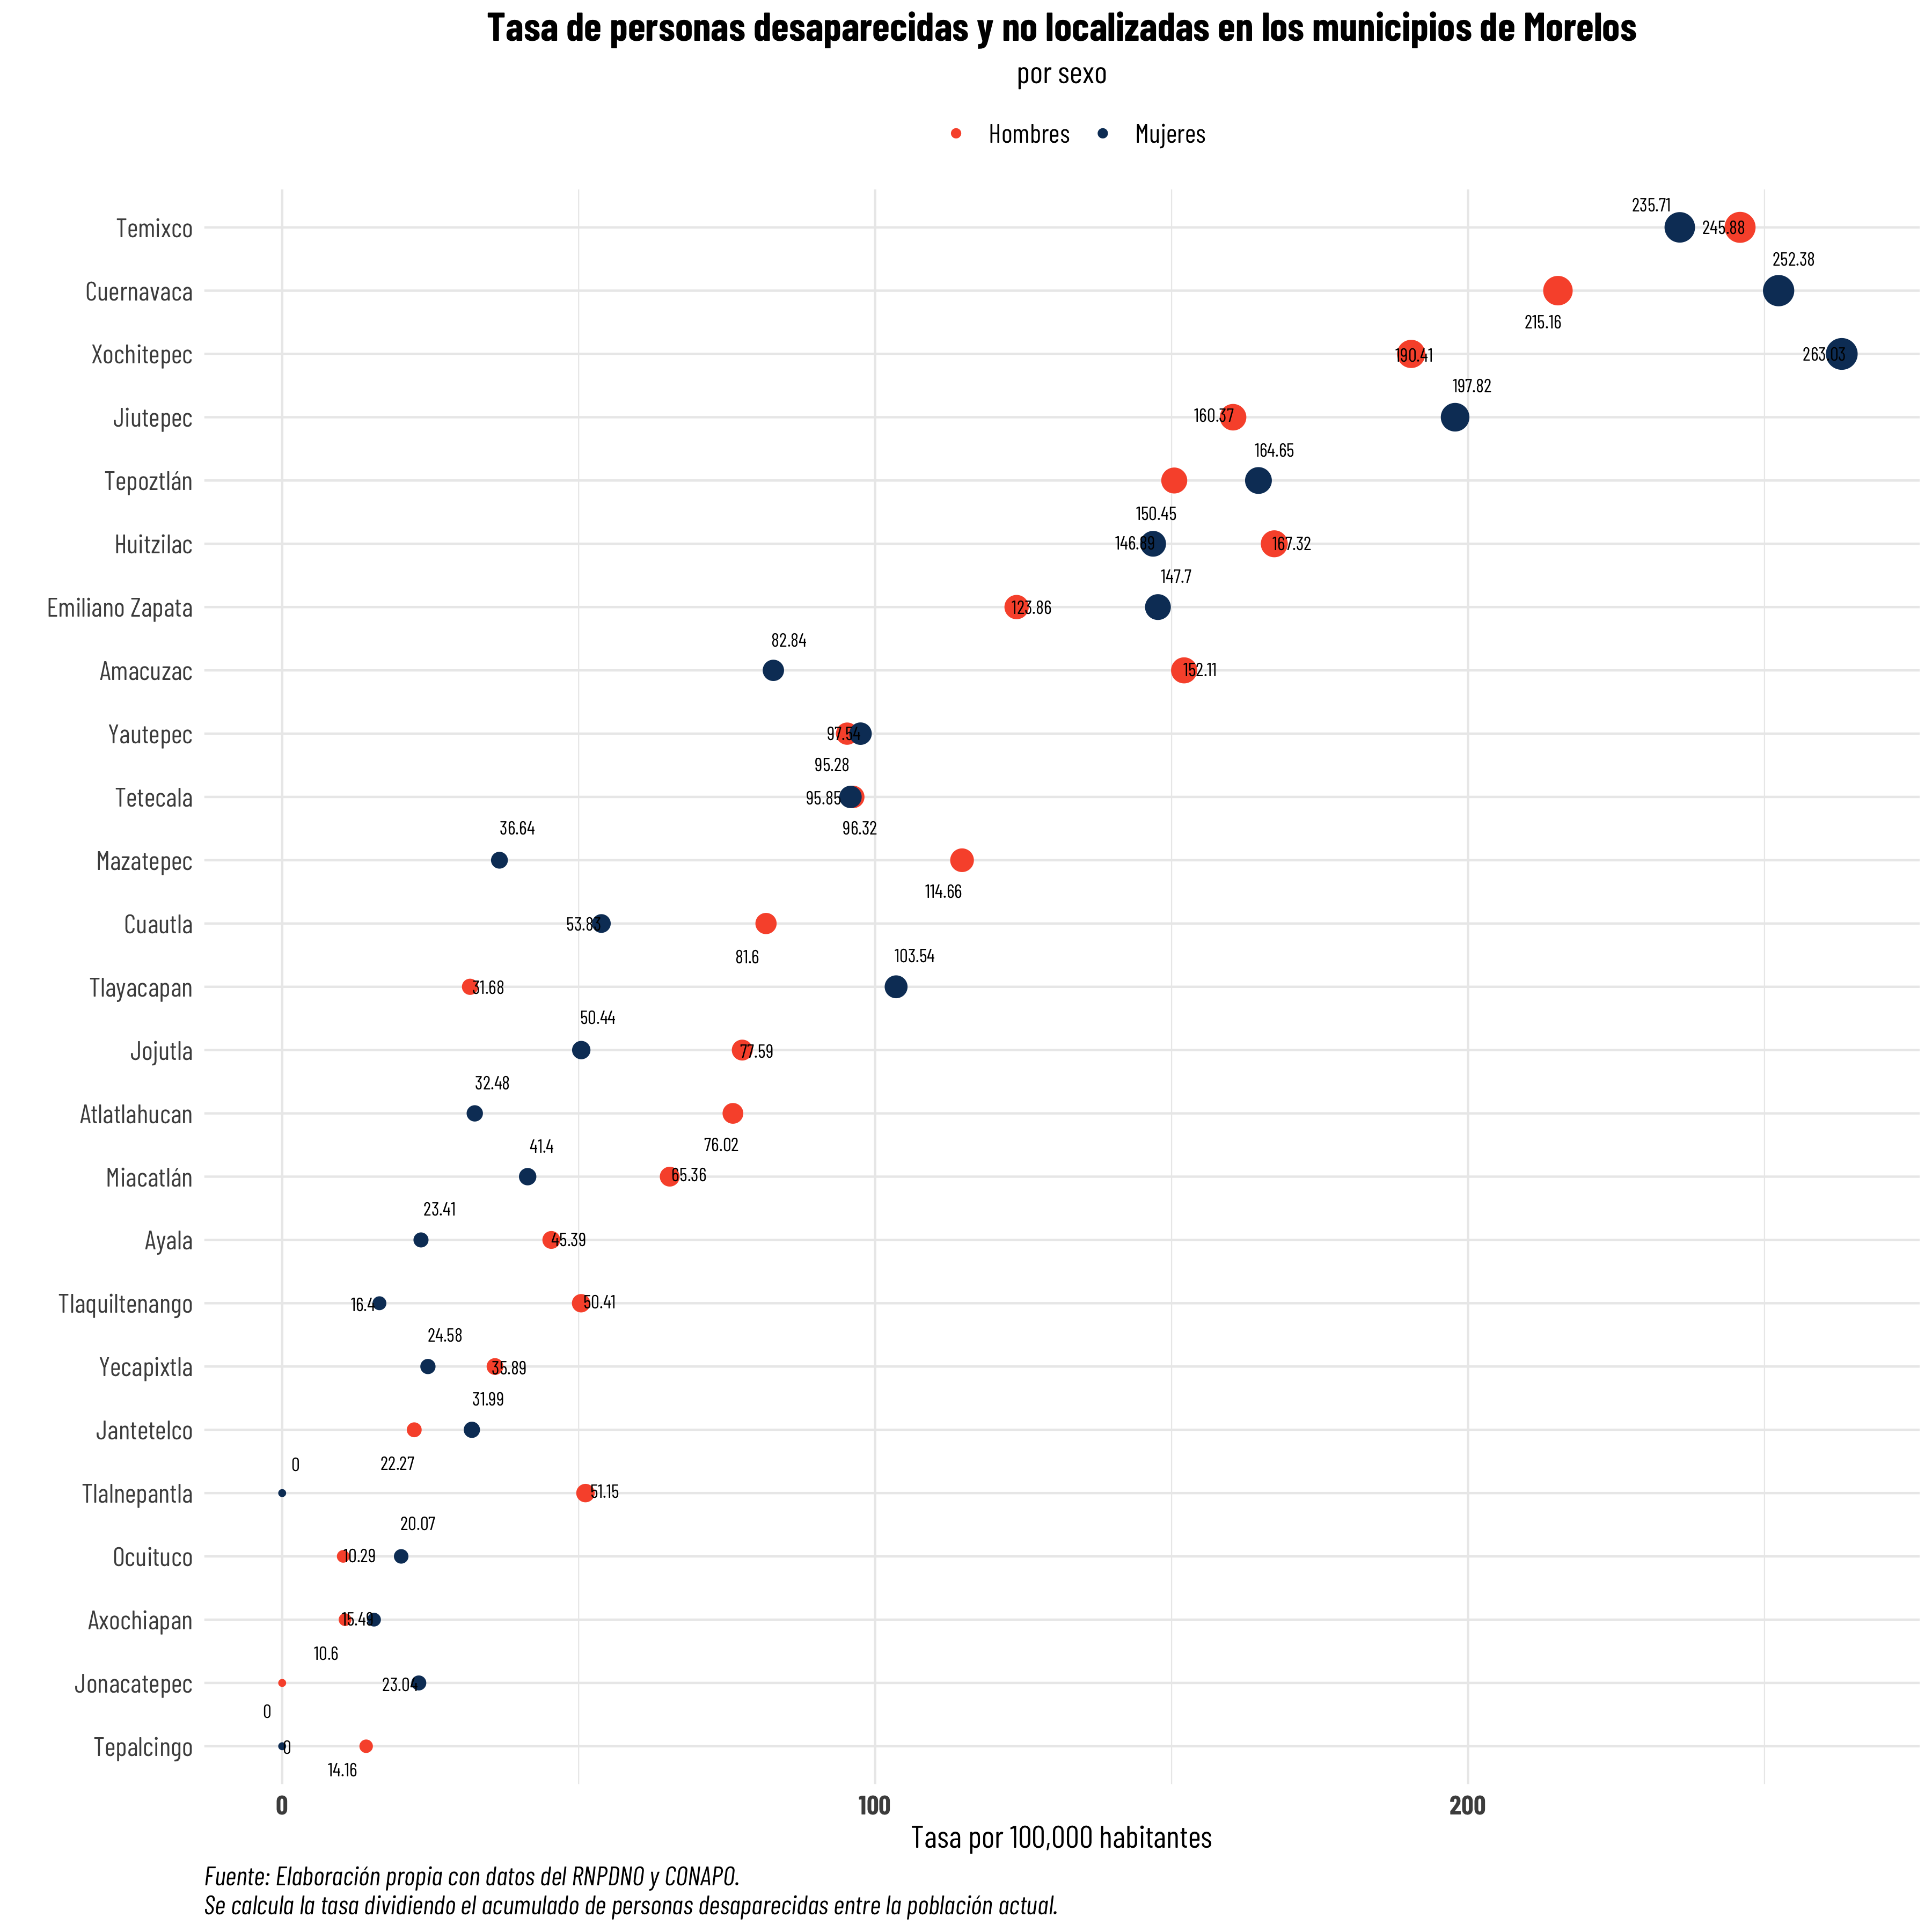 Tasa de personas desaparecidas y no localizadas en los municipios de Morelos
por sexo
Hombres Mujeres
235.71
Temixco 245.88
252.38
Cuernavaca
215.16
Xochitepec 190.41 263.03
197.82
Jiutepec 160.37
164.65
Tepoztlán
150.45
Huitzilac 146.89 167.32
147.7
Emiliano Zapata 123.86
82.84
Amacuzac 152.11
Yautepec 97.54
95.28
Tetecala 95.85
36.64 96.32
Mazatepec
114.66
Cuautla 53.83
81.6 103.54
Tlayacapan 31.68
50.44
Jojutla 77.59
32.48
Atlatlahucan
41.4 76.02
Miacatlán 65.36
23.41
Ayala 45.39
Tlaquiltenango 16.4 50.41
24.58
Yecapixtla 35.89
31.99
Jantetelco
0 22.27
Tlalnepantla 51.15
20.07
Ocuituco 10.29
Axochiapan 15.49
10.6
Jonacatepec 23.04
0
Tepalcingo 0
14.16
0 100 200
Tasa por 100,000 habitantes
Fuente: Elaboración propia con datos del RNPDNO y CONAPO.
Se calcula la tasa dividiendo el acumulado de personas desaparecidas entre la población actual.